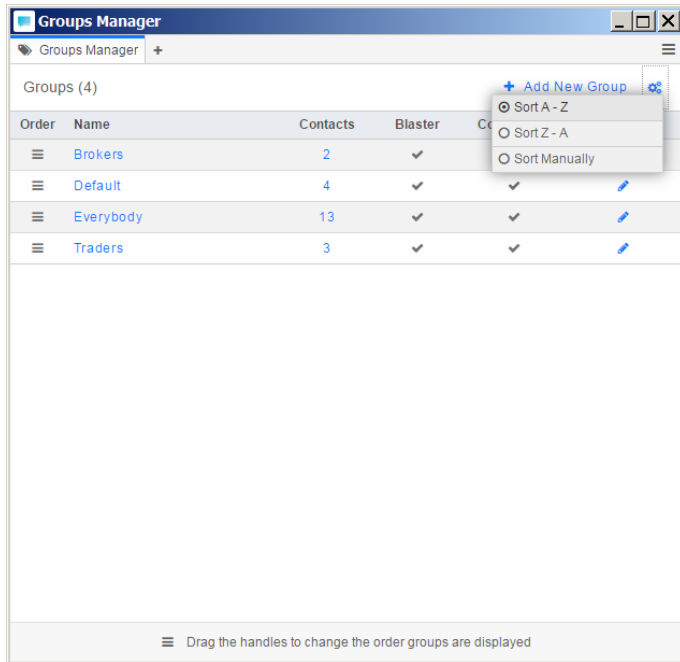 Groups Manager
Groups Manager +
Groups (4) + Add New Group
Sort A - Z
Order Name Contacts Blaster
Sort Z - A
Brokers 2
Sort Manually
Default 4
Everybody 13
Traders 3
Drag the handles to change the order groups are displayed